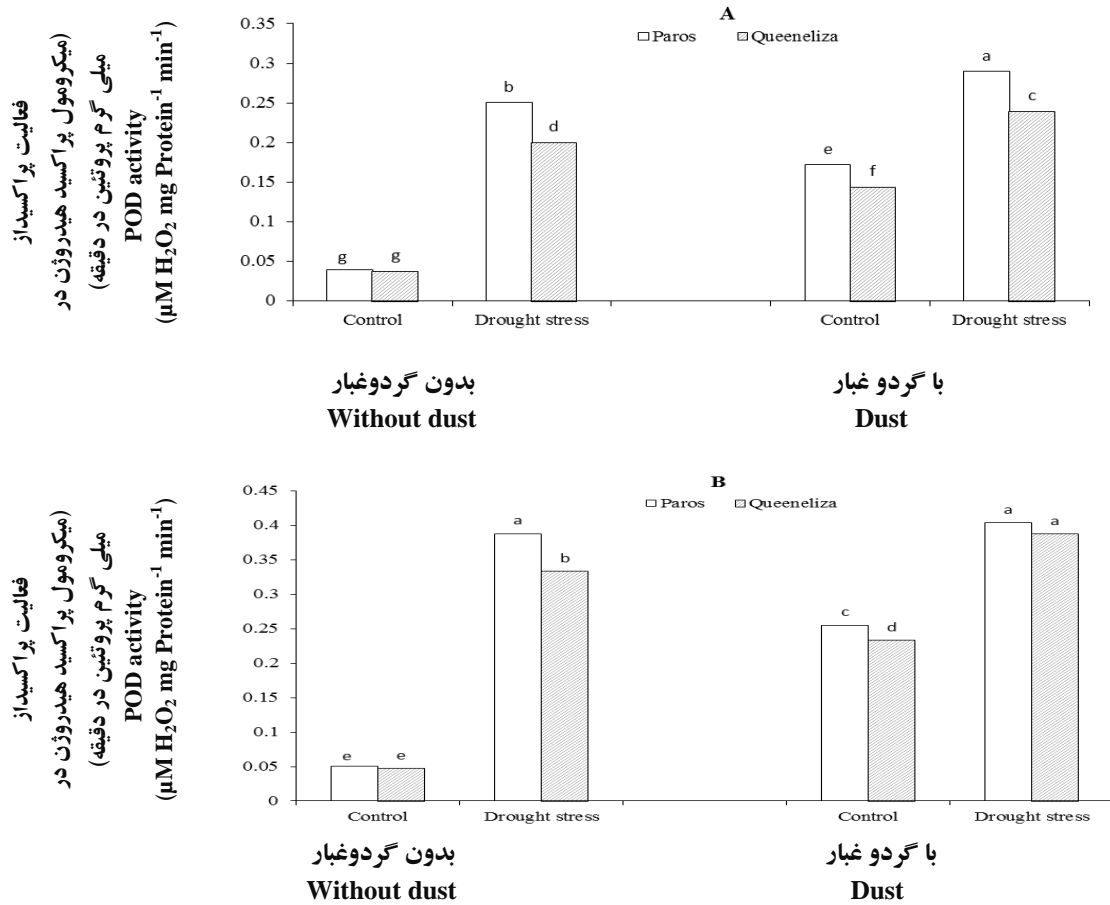 فعالیت پراکسیداز
(میکرومول پراکسید هیدروژن در
میلی گرم پروتئین در دقیقه)
POD activity
(µM H₂O₂ mg Protein⁻¹ min⁻¹)
A
Paros Queeneliza
0.35
0.3
0.25
0.2
0.15
0.1
0.05
0
g g b d e f a c
Control Drought stress Control Drought stress
بدون گردوغبار با گردو غبار
Without dust Dust
فعالیت پراکسیداز
(میکرومول پراکسید هیدروژن در
میلی گرم پروتئین در دقیقه)
POD activity
(µM H₂O₂ mg Protein⁻¹ min⁻¹)
B
Paros Queeneliza
0.45
0.4
0.35
0.3
0.25
0.2
0.15
0.1
0.05
0
e e a b c d a a
Control Drought stress Control Drought stress
بدون گردوغبار با گردو غبار
Without dust Dust